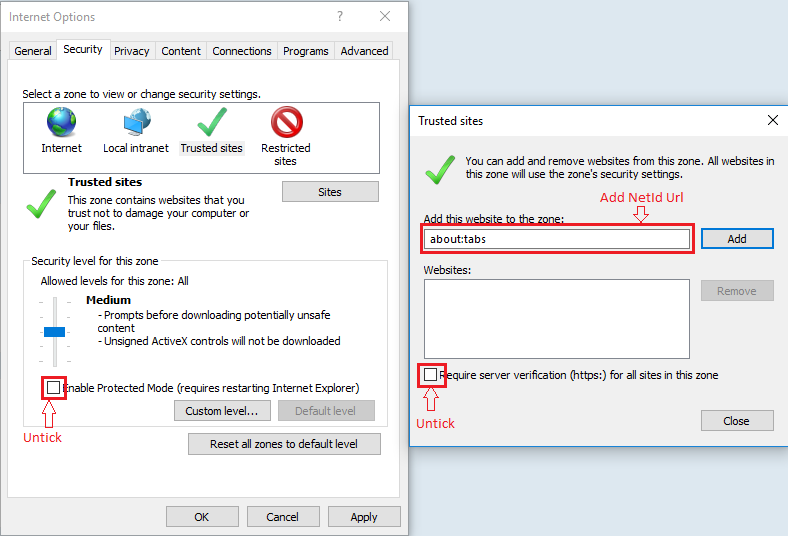 Internet Options
General Security Privacy Content Connections Programs Advanced
Select a zone to view or change security settings.
Internet
Local intranet
Trusted sites
Restricted
sites
Trusted sites
This zone contains websites that you
trust not to damage your computer or
your files.
Sites
Security level for this zone
Allowed levels for this zone: All
Medium
- Prompts before downloading potentially unsafe
content
- Unsigned ActiveX controls will not be downloaded
Enable Protected Mode (requires restarting Internet Explorer)
Untick
Custom level...
Default level
Reset all zones to default level
OK
Cancel
Apply
Trusted sites
You can add and remove websites from this zone. All websites in
this zone will use the zone's security settings.
Add NetId Url
Add this website to the zone:
about:tabs
Add
Websites:
Remove
Require server verification (https:) for all sites in this zone
Untick
Close